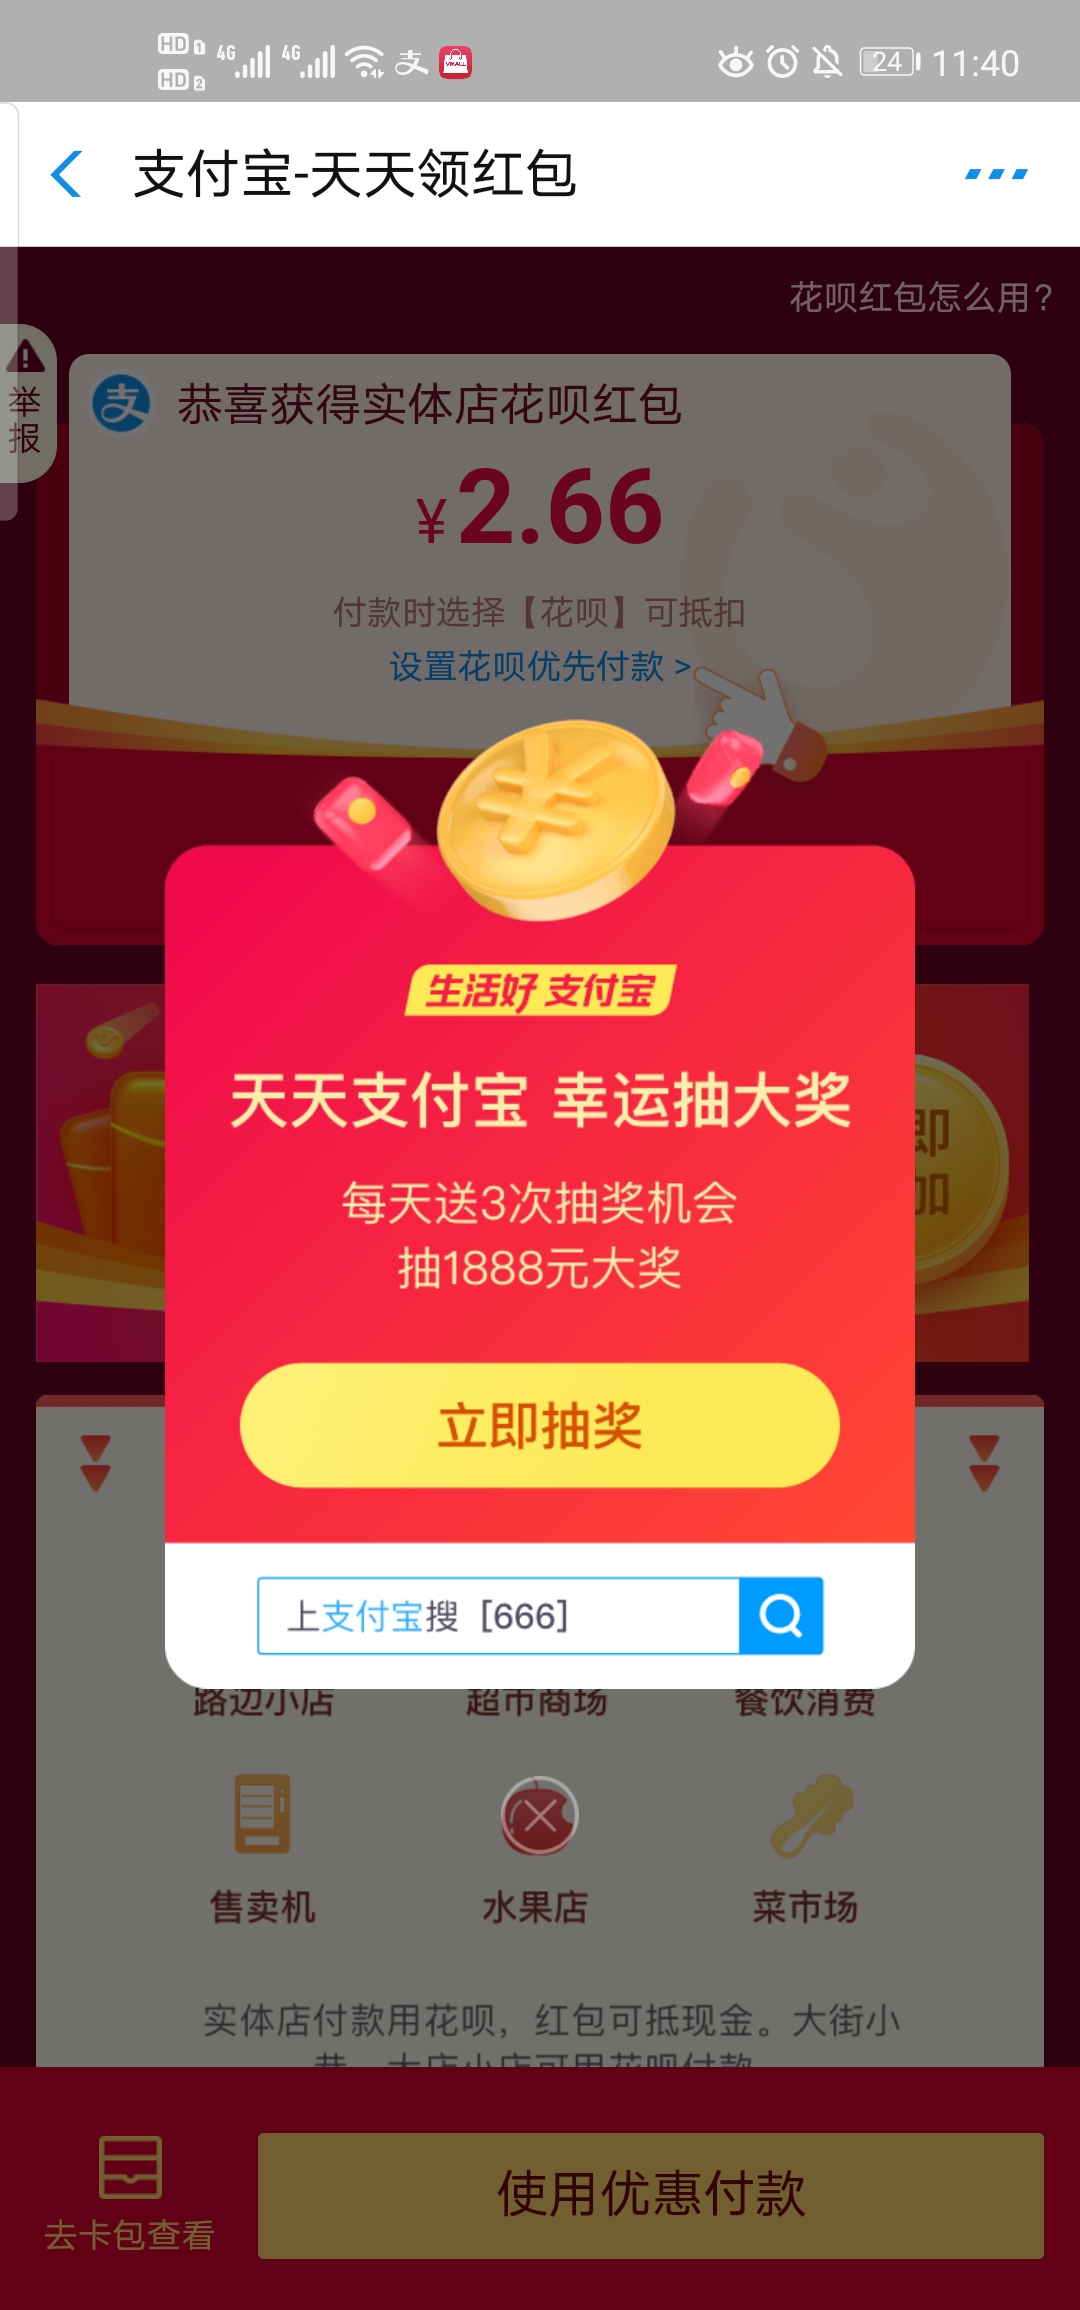 HD 1
HD 2
4G
4G
支
VMALL
24
11:40
支付宝-天天领红包
花呗红包怎么用?
举报
支
恭喜获得实体店花呗红包
¥2.66
付款时选择【花呗】可抵扣
设置花呗优先付款 >
生活好 支付宝
天天支付宝 幸运抽大奖
每天送3次抽奖机会
抽1888元大奖
即
加
立即抽奖
上支付宝搜 [666]
路边小店
超市商场
餐饮消费
售卖机
水果店
菜市场
实体店付款用花呗，红包可抵现金。大街小
巷，大店小店可用花呗付款
去卡包查看
使用优惠付款